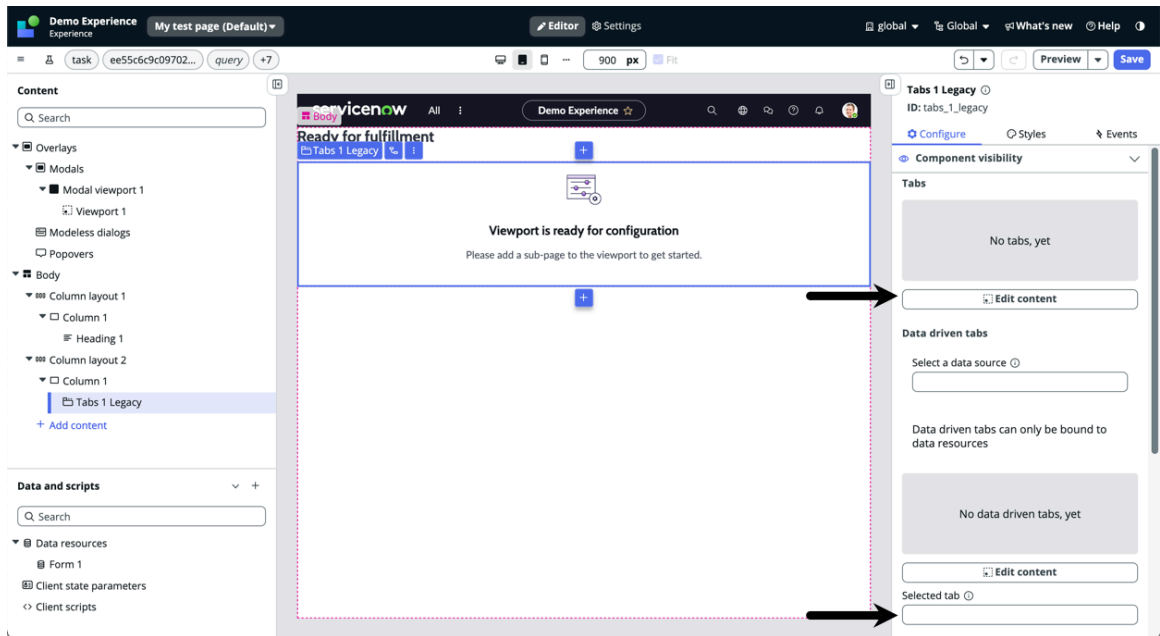 Demo Experience
Experience
My test page (Default)
Editor
Settings
global
Global
What's new
Help
task
ee55c6c9c09702...
query
+7
900 px
Fit
Preview
Save
Content
Search
Overlays
Modals
Modal viewport 1
Viewport 1
Modeless dialogs
Popovers
Body
Column layout 1
Column 1
Heading 1
Column layout 2
Column 1
Tabs 1 Legacy
+ Add content
Data and scripts
Search
Data resources
Form 1
Client state parameters
Client scripts
servicenow
All
Demo Experience
Body
Ready for fulfillment
Tabs 1 Legacy
Viewport is ready for configuration
Please add a sub-page to the viewport to get started.
Tabs 1 Legacy
ID: tabs_1_legacy
Configure
Styles
Events
Component visibility
Tabs
No tabs, yet
Edit content
Data driven tabs
Select a data source
Data driven tabs can only be bound to
data resources
No data driven tabs, yet
Edit content
Selected tab